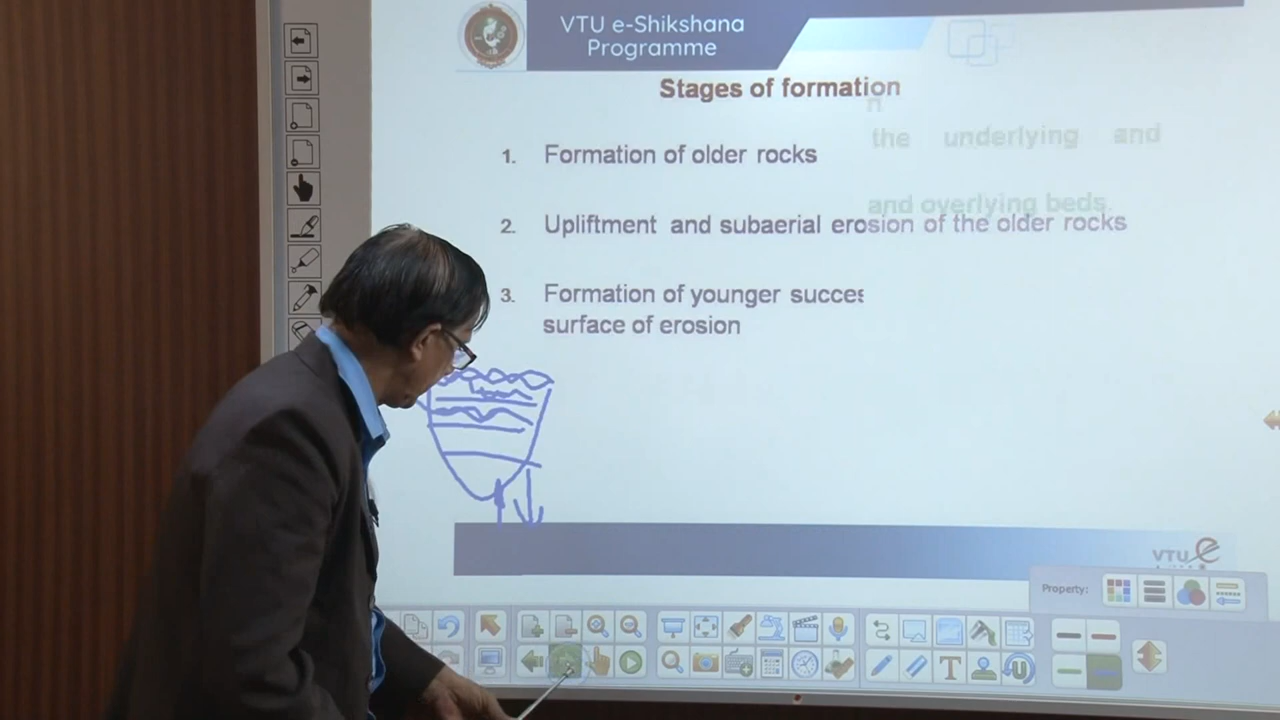 VTU e-Shikshana
Programme
Stages of formation
n
the underlying and
1. Formation of older rocks
and overlying beds.
2. Upliftment and subaerial erosion of the older rocks
3. Formation of younger succes
surface of erosion
VTU e
Property:
T